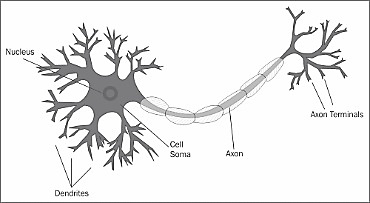 Nucleus
Axon Terminals
Cell
Soma
Axon
Dendrites